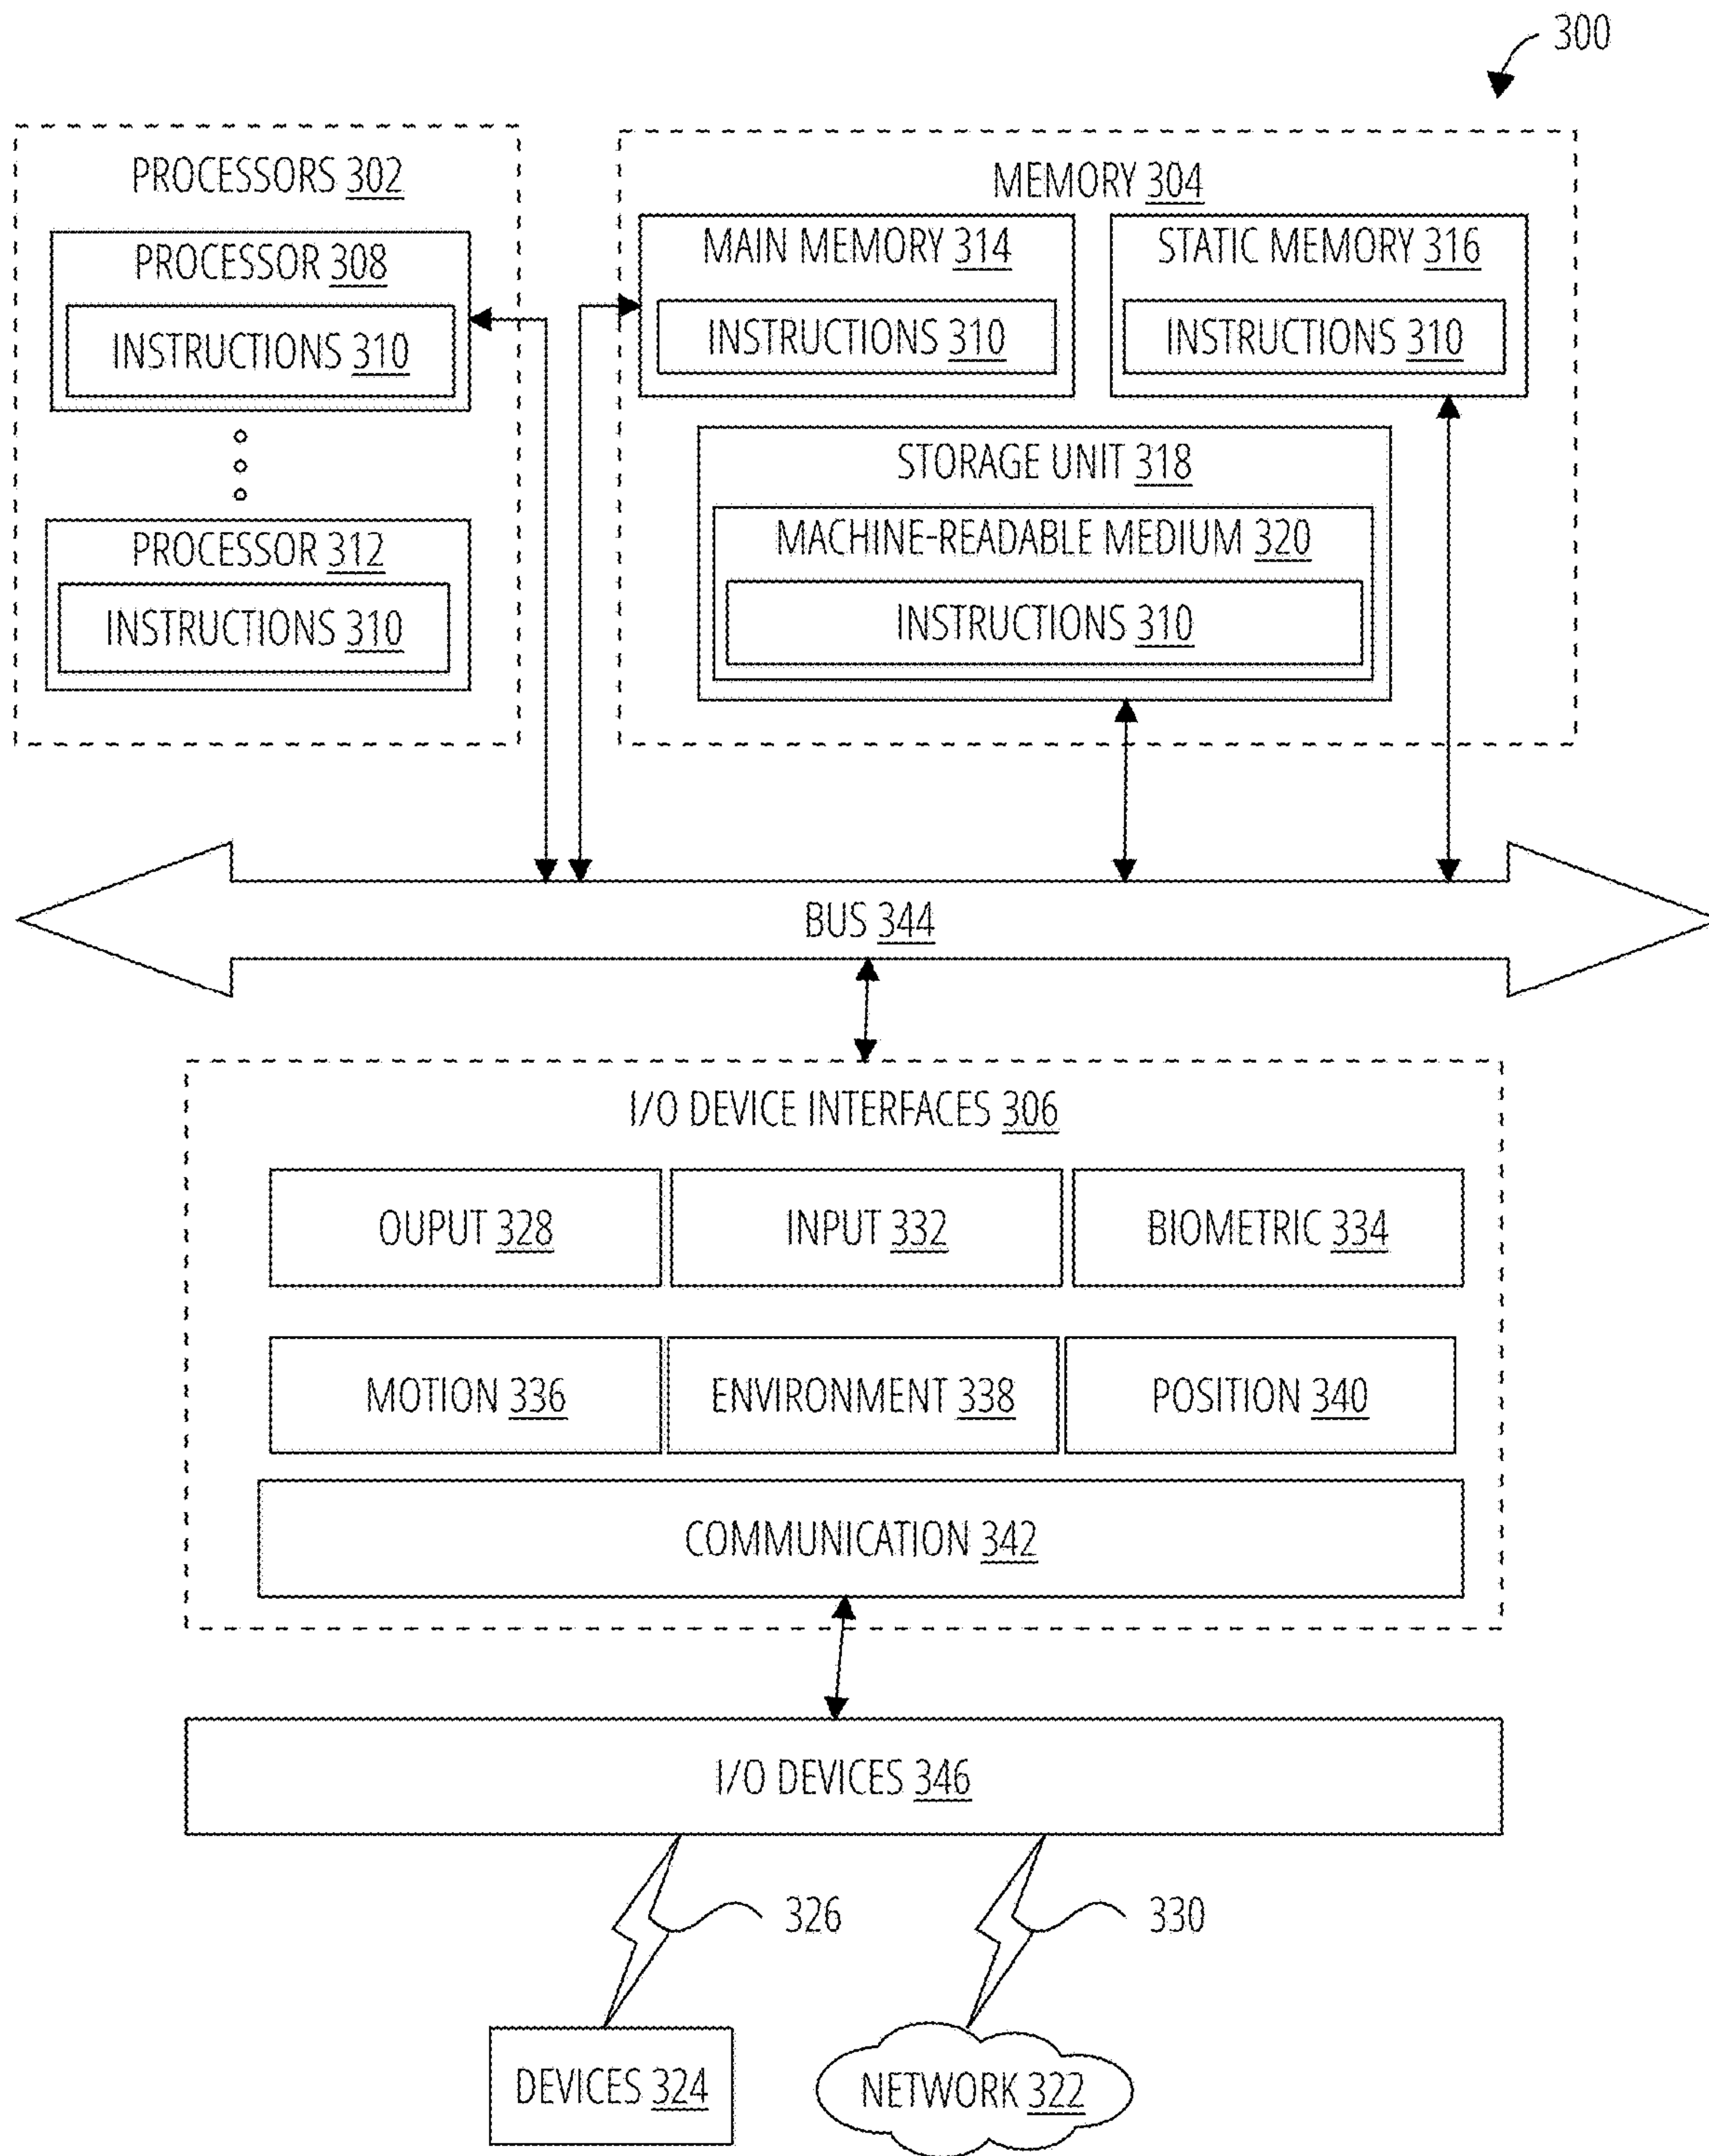 300
PROCESSORS 302
PROCESSOR 308
INSTRUCTIONS 310
PROCESSOR 312
INSTRUCTIONS 310
MEMORY 304
MAIN MEMORY 314
INSTRUCTIONS 310
STATIC MEMORY 316
INSTRUCTIONS 310
STORAGE UNIT 318
MACHINE-READABLE MEDIUM 320
INSTRUCTIONS 310
BUS 344
I/O DEVICE INTERFACES 306
OUPUT 328
INPUT 332
BIOMETRIC 334
MOTION 336
ENVIRONMENT 338
POSITION 340
COMMUNICATION 342
I/O DEVICES 346
326
330
DEVICES 324
NETWORK 322